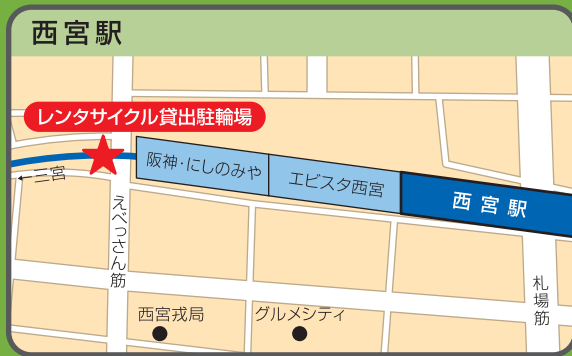 西宮駅
レンタサイクル貸出駐輪場
←三宮
阪神・にしのみや
エビスタ西宮
西宮駅
えべっさん筋
札場筋
西宮戎局
グルメシティ